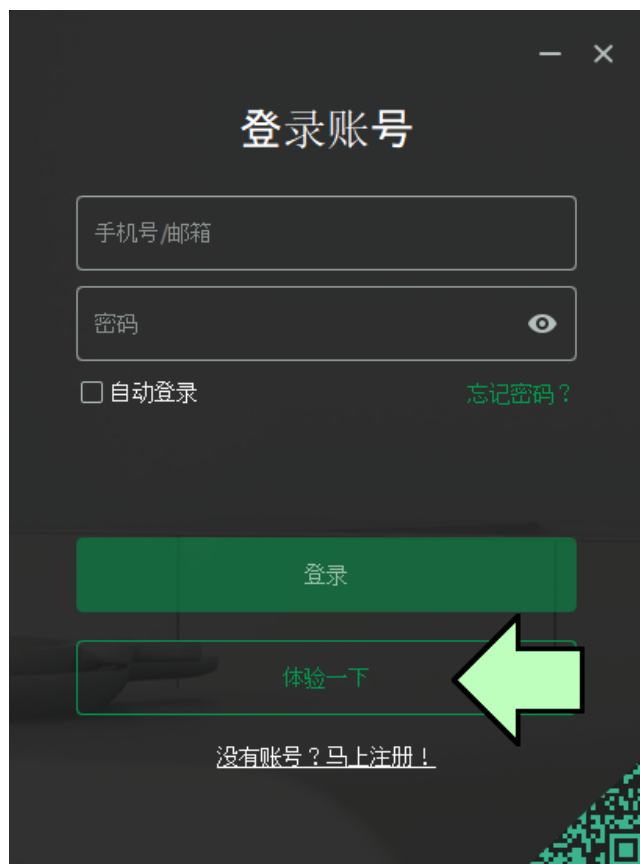 登录账号
手机号/邮箱
密码
自动登录
忘记密码？
登录
体验一下
没有账号？马上注册！